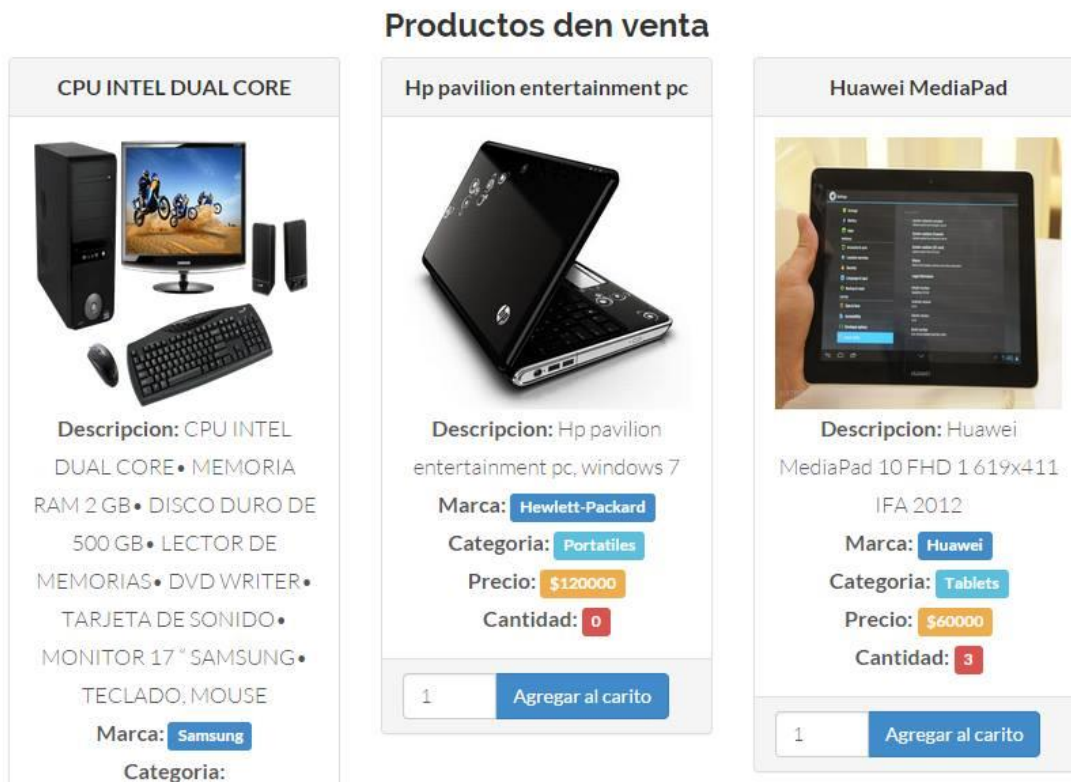 Productos den venta
CPU INTEL DUAL CORE
Descripcion: CPU INTEL
DUAL CORE• MEMORIA
RAM 2 GB• DISCO DURO DE
500 GB• LECTOR DE
MEMORIAS• DVD WRITER•
TARJETA DE SONIDO•
MONITOR 17 " SAMSUNG•
TECLADO, MOUSE
Marca: Samsung
Categoria:
Hp pavilion entertainment pc
Descripcion: Hp pavilion
entertainment pc, windows 7
Marca: Hewlett-Packard
Categoria: Portatiles
Precio: $120000
Cantidad: 0
1 Agregar al carito
Huawei MediaPad
Descripcion: Huawei
MediaPad 10 FHD 1 619x411
IFA 2012
Marca: Huawei
Categoria: Tablets
Precio: $60000
Cantidad: 3
1 Agregar al carito